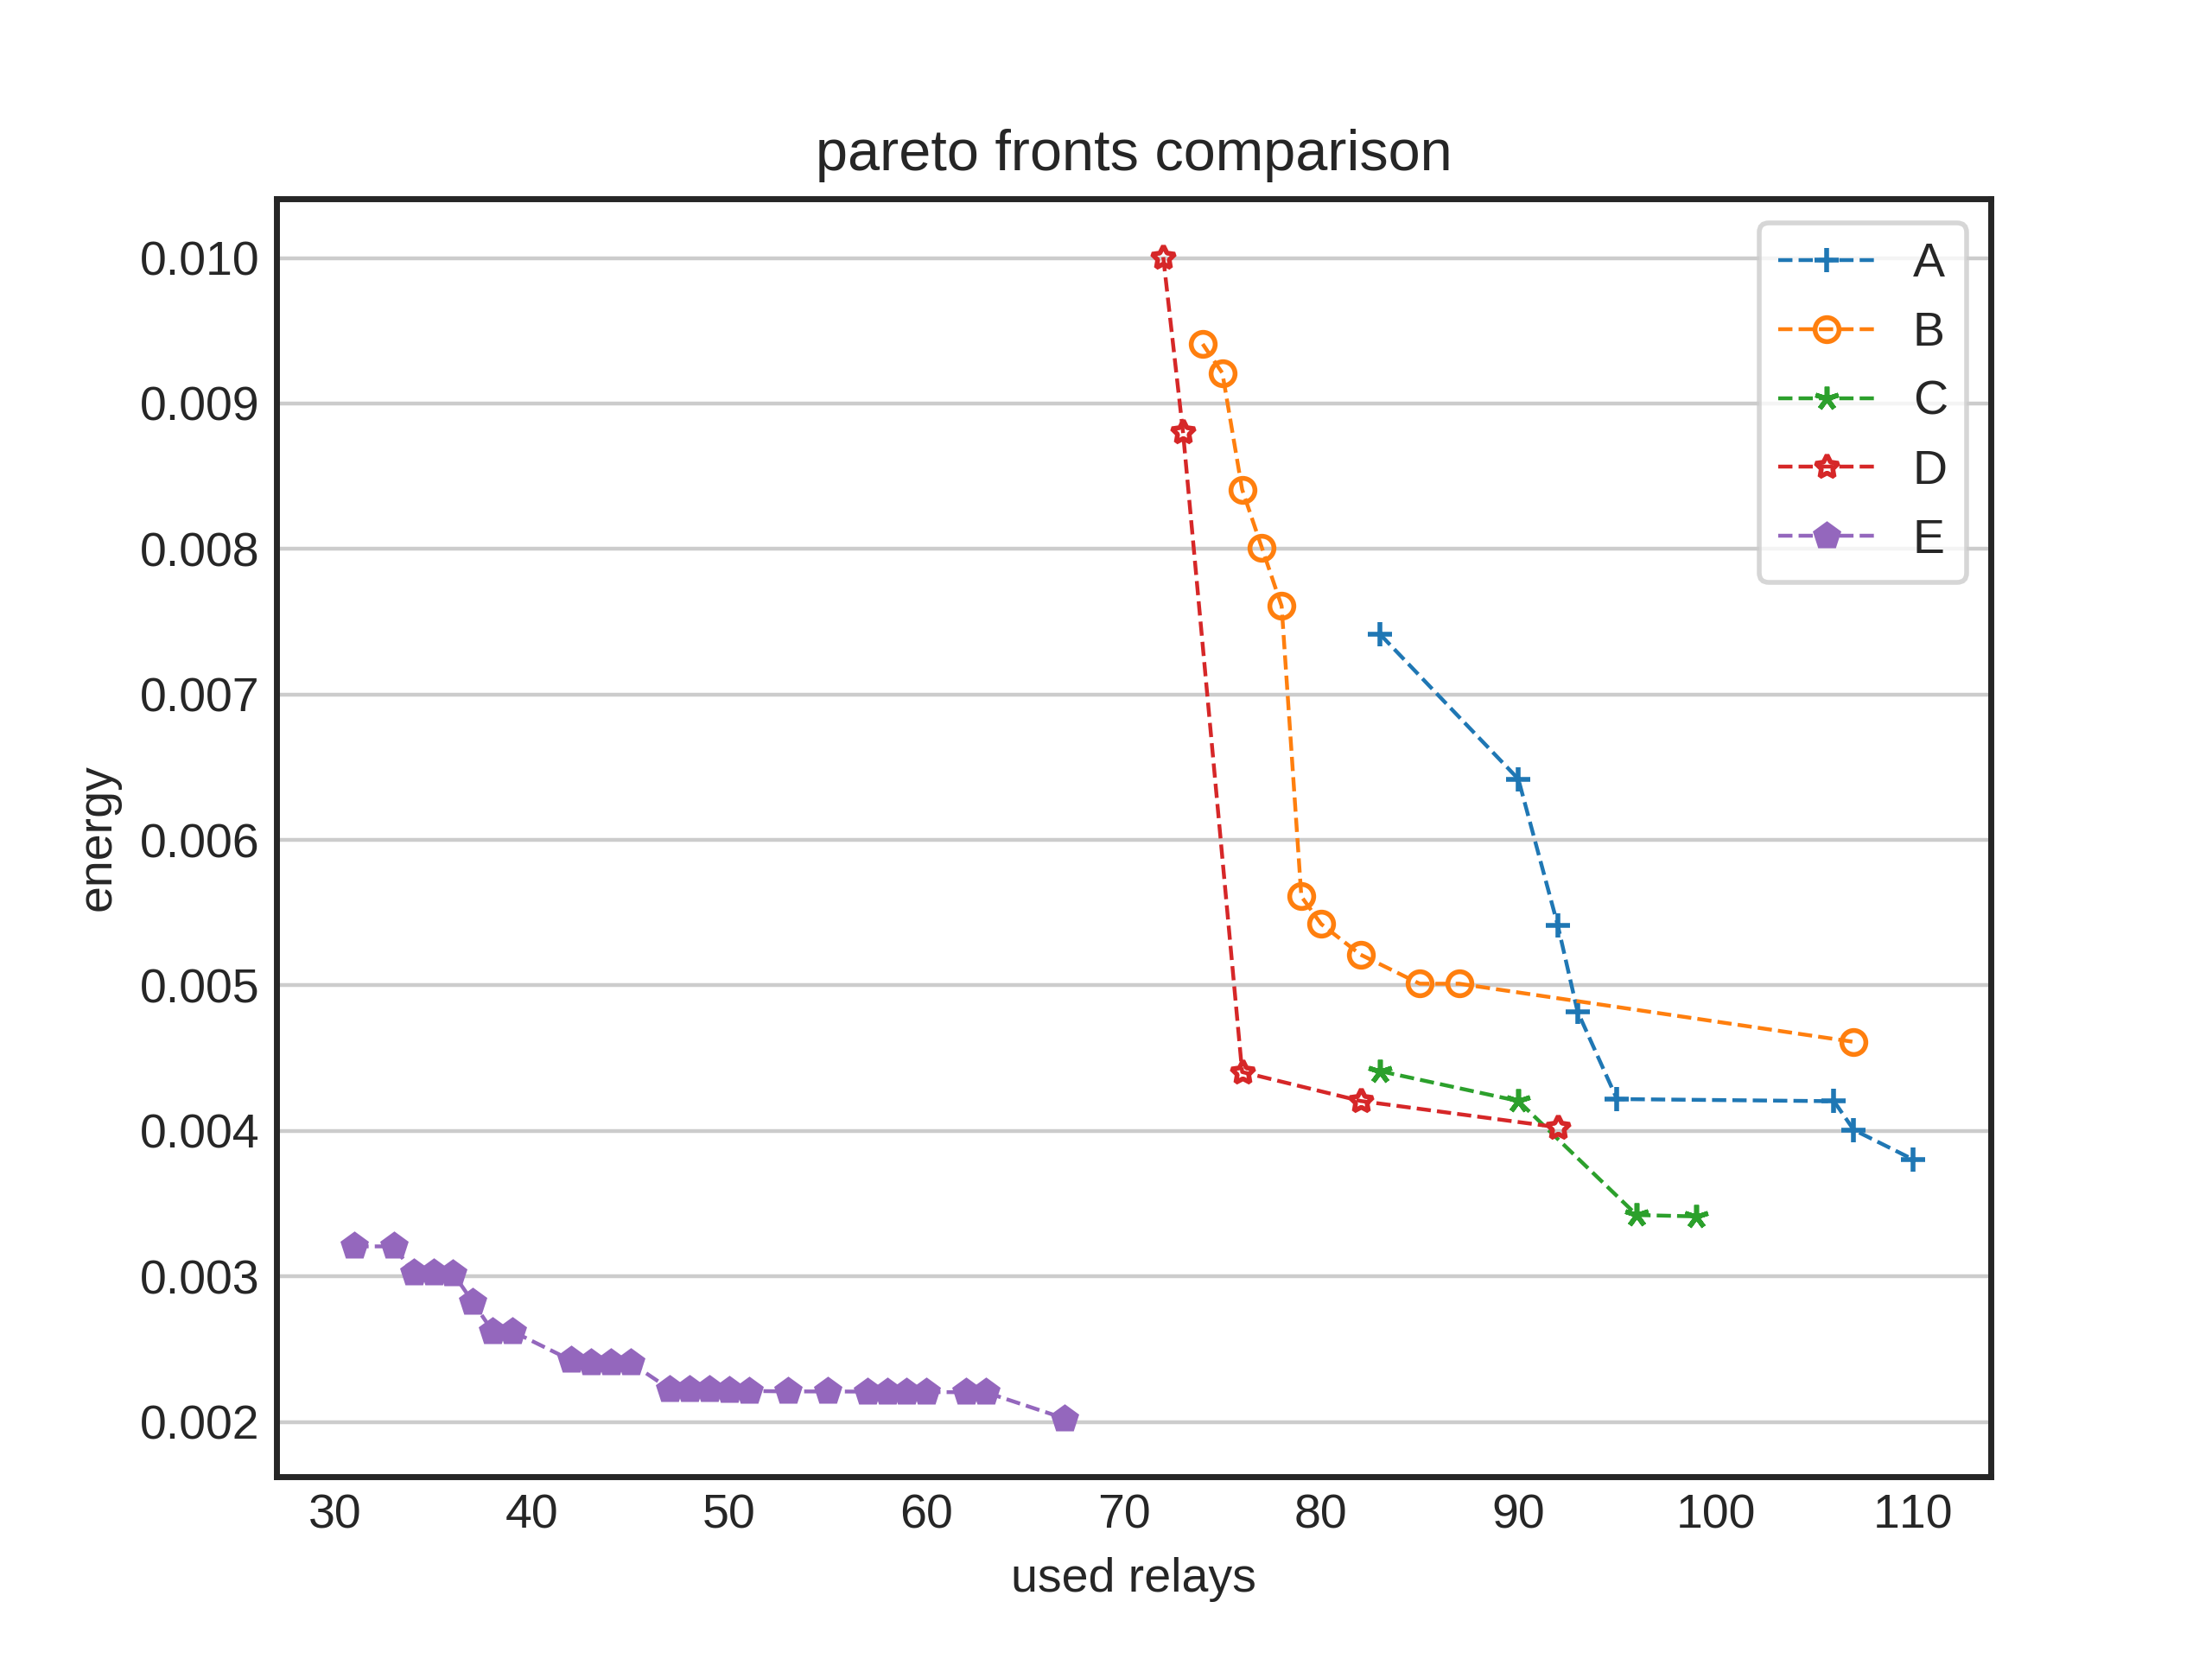 pareto fronts comparison
A
B
C
D
E
0.010
0.009
0.008
0.007
0.006
0.005
0.004
0.003
0.002
energy
30 40 50 60 70 80 90 100 110
used relays